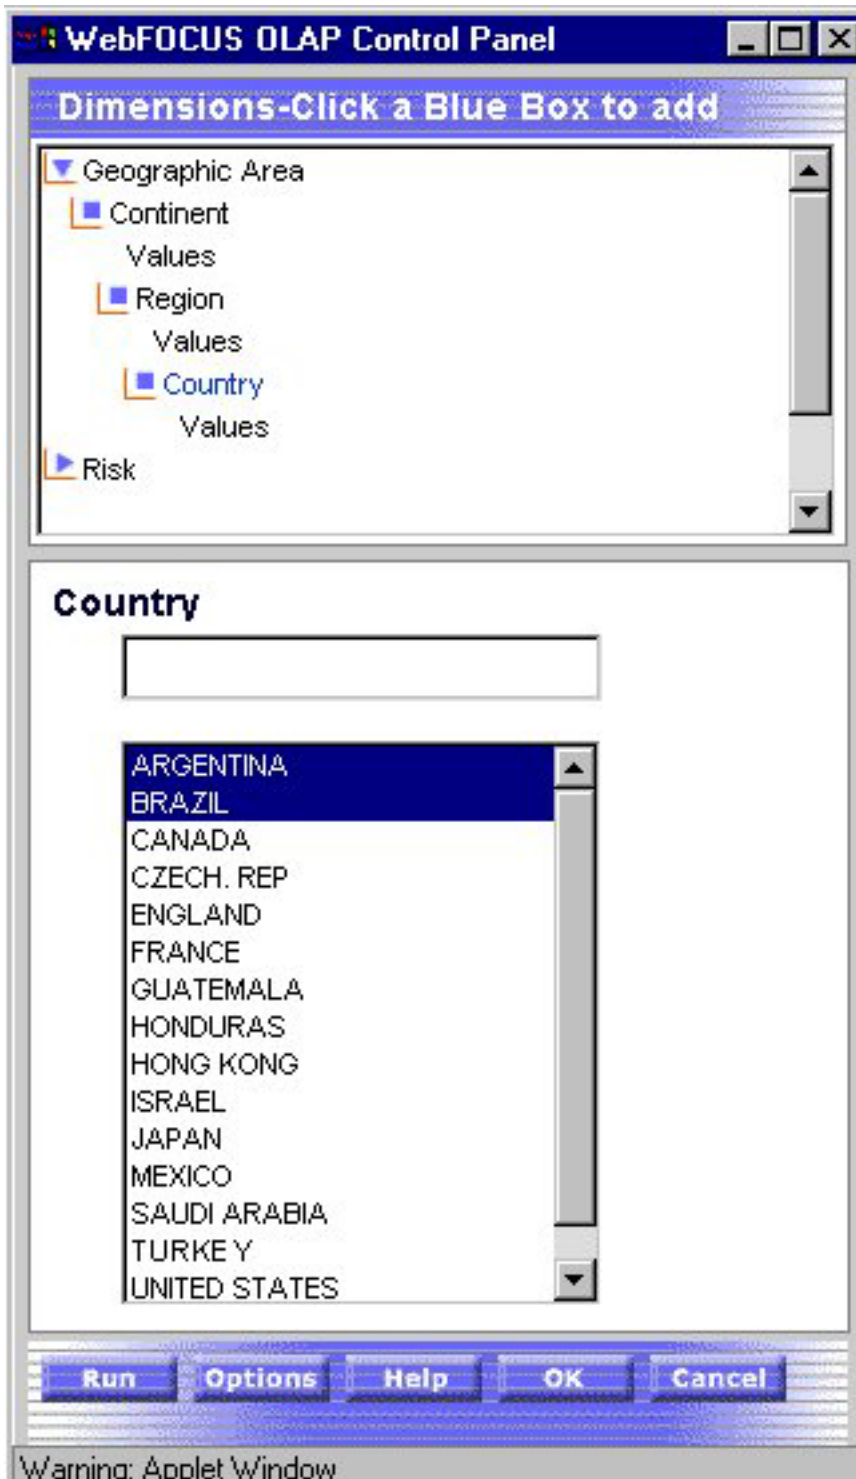 WebFOCUS OLAP Control Panel
Dimensions-Click a Blue Box to add
Geographic Area
Continent
Values
Region
Values
Country
Values
Risk
Country
ARGENTINA
BRAZIL
CANADA
CZECH. REP
ENGLAND
FRANCE
GUATEMALA
HONDURAS
HONG KONG
ISRAEL
JAPAN
MEXICO
SAUDI ARABIA
TURKE Y
UNITED STATES
Run Options Help OK Cancel
Warning: Applet Window